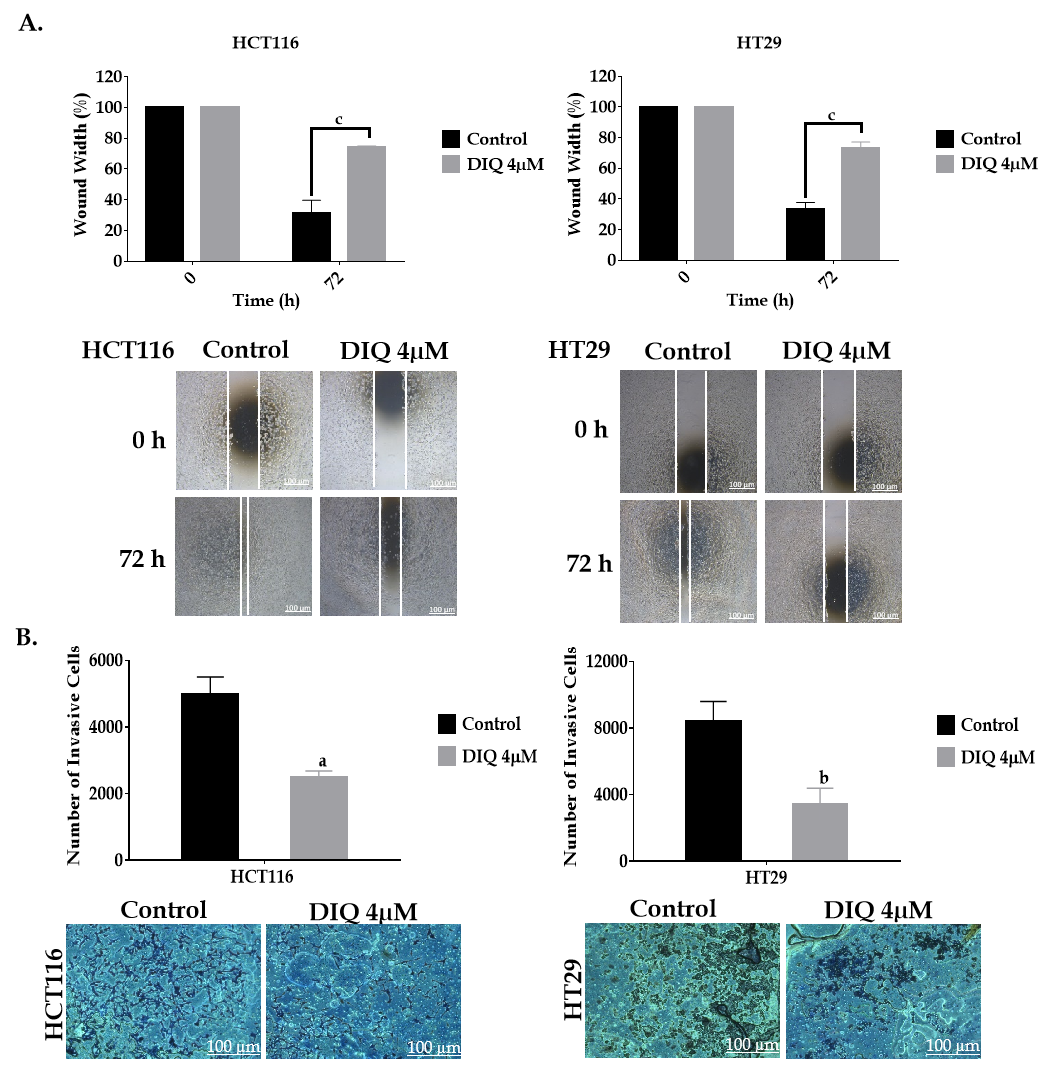 A.
HCT116
120
100
80
60
40
20
0
Wound Width (%)
c
0
72
Time (h)
Control
DIQ 4µM
HT29
120
100
80
60
40
20
0
Wound Width (%)
c
0
72
Time (h)
Control
DIQ 4µM
HCT116 Control DIQ 4µM
0 h
100 µm
100 µm
72 h
100 µm
100 µm
HT29 Control DIQ 4µM
0 h
100 µm
100 µm
72 h
100 µm
100 µm
B.
6000
4000
2000
0
Number of Invasive Cells
a
HCT116
Control
DIQ 4µM
12000
8000
4000
0
Number of Invasive Cells
b
HT29
Control
DIQ 4µM
Control DIQ 4µM
HCT116
100 µm
100 µm
Control DIQ 4µM
HT29
100 µm
100 µm